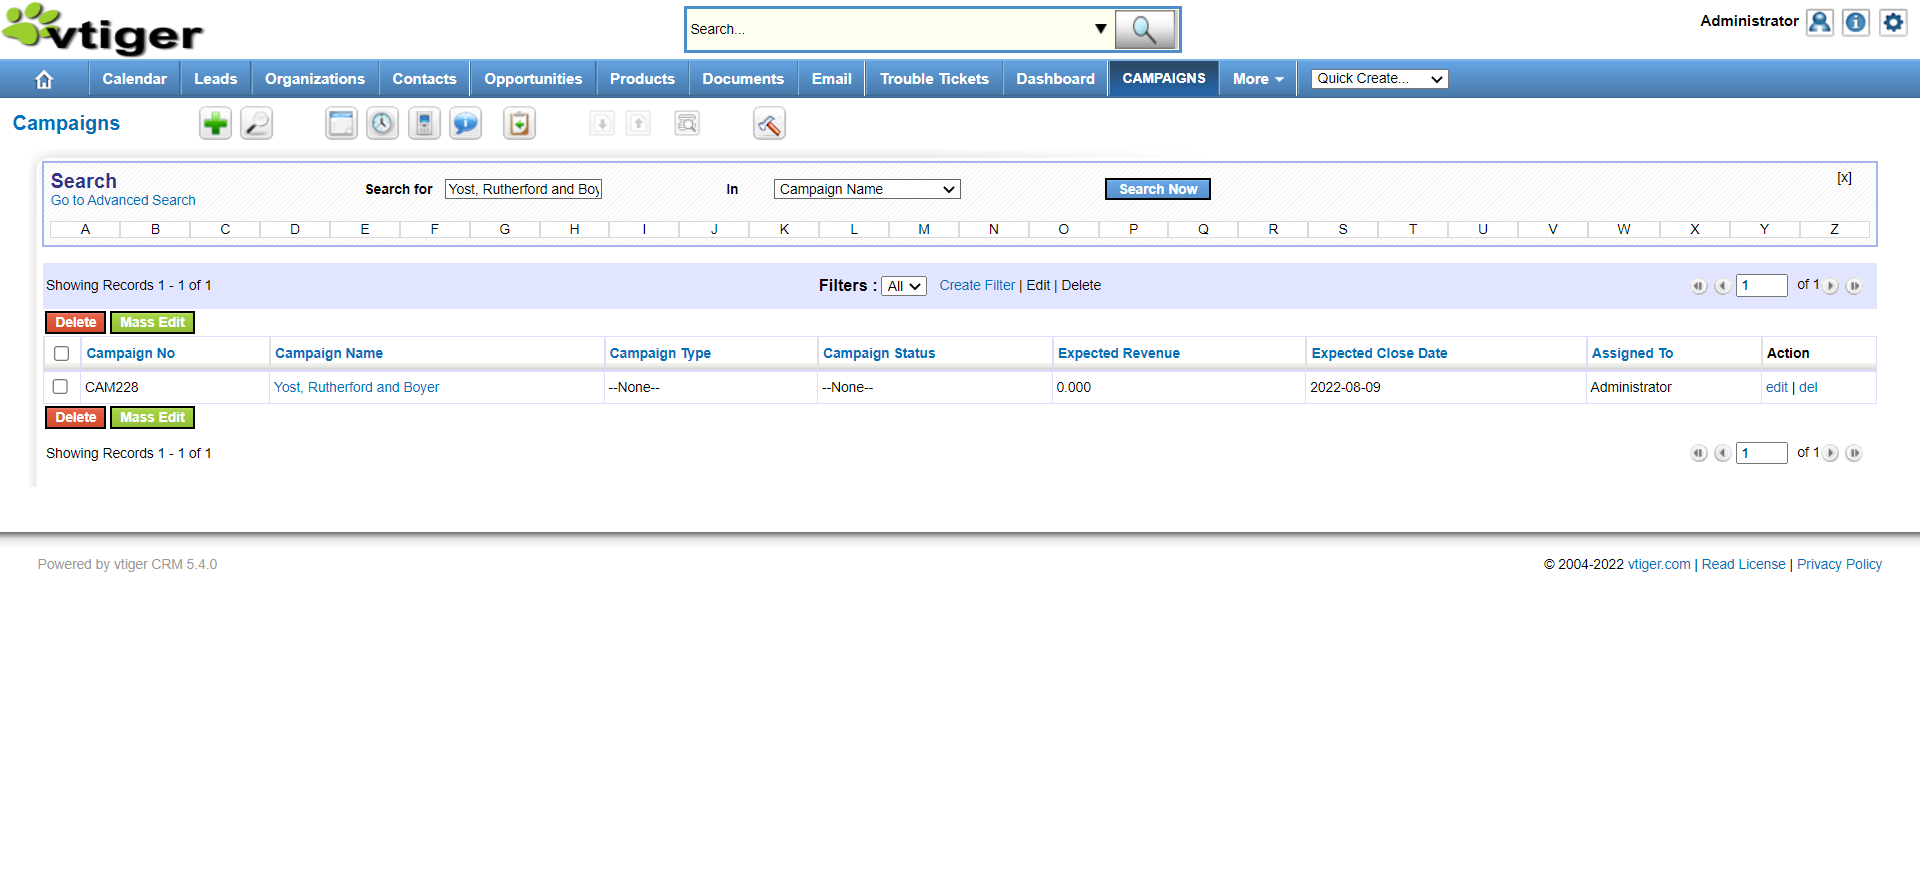 vtiger
Search...
Administrator
Calendar
Leads
Organizations
Contacts
Opportunities
Products
Documents
Email
Trouble Tickets
Dashboard
CAMPAIGNS
More
Quick Create...
Campaigns
Search
Go to Advanced Search
Search for
Yost, Rutherford and Boy
In
Campaign Name
Search Now
[x]
A B C D E F G H I J K L M N O P Q R S T U V W X Y Z
Showing Records 1 - 1 of 1
Filters : All Create Filter | Edit | Delete
1 of 1
Delete Mass Edit
Campaign No Campaign Name Campaign Type Campaign Status Expected Revenue Expected Close Date Assigned To Action
CAM228 Yost, Rutherford and Boyer --None-- --None-- 0.000 2022-08-09 Administrator edit | del
Delete Mass Edit
Showing Records 1 - 1 of 1
1 of 1
Powered by vtiger CRM 5.4.0
© 2004-2022 vtiger.com | Read License | Privacy Policy